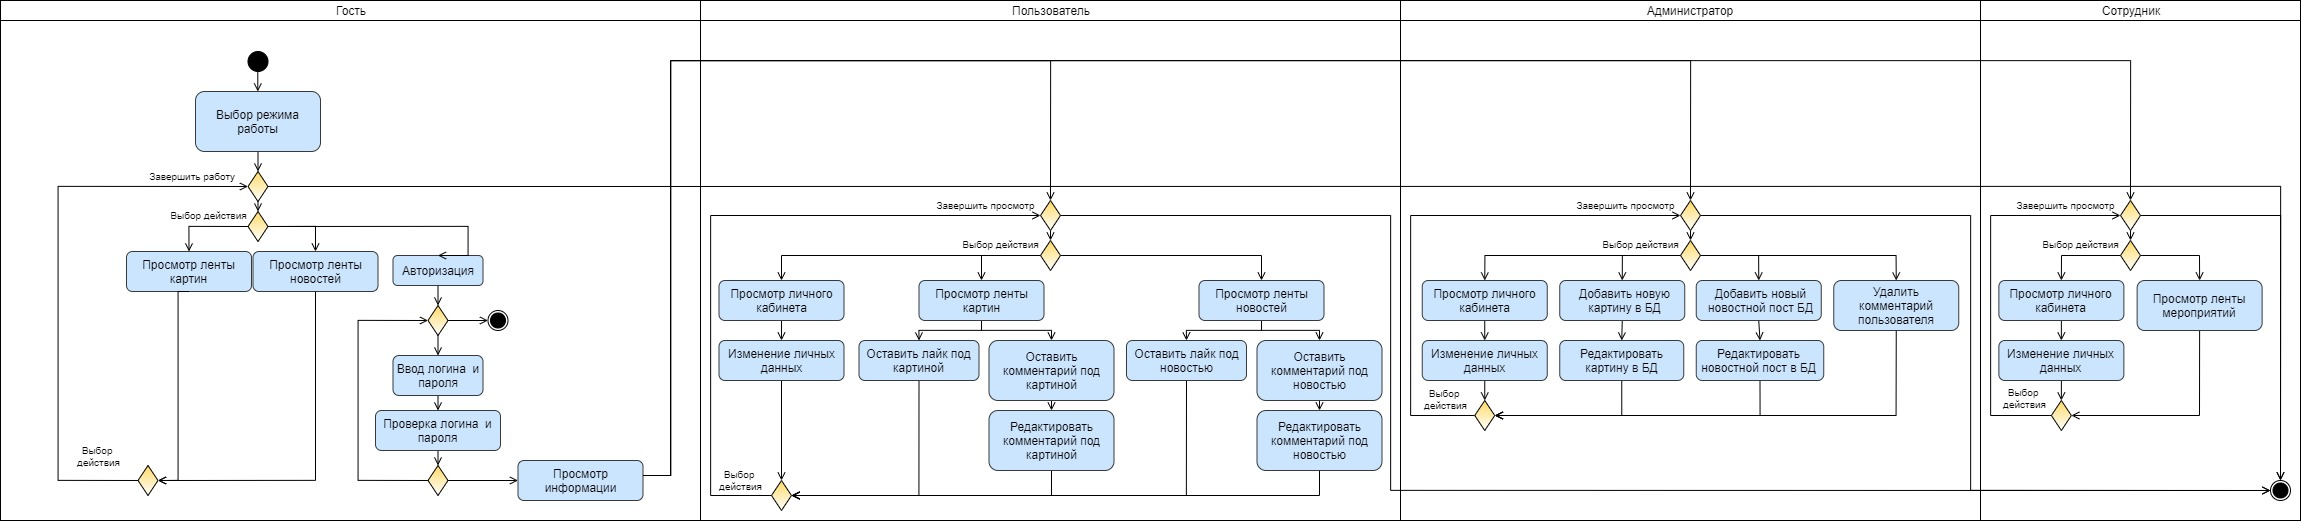 Гость
Пользователь
Администратор
Сотрудник
Выбор режима
работы
Завершить работу
Выбор действия
Просмотр ленты
картин
Просмотр ленты
новостей
Авторизация
Ввод логина и
пароля
Проверка логина и
пароля
Выбор
действия
Просмотр
информации
Завершить просмотр
Выбор действия
Просмотр личного
кабинета
Просмотр ленты
картин
Просмотр ленты
новостей
Изменение личных
данных
Оставить лайк под
картиной
Оставить
комментарий под
картиной
Оставить лайк под
новостью
Оставить
комментарий под
новостью
Редактировать
комментарий под
картиной
Редактировать
комментарий под
новостью
Выбор
действия
Завершить просмотр
Выбор действия
Просмотр личного
кабинета
Добавить новую
картину в БД
Добавить новый
новостной пост БД
Удалить
комментарий
пользователя
Изменение личных
данных
Редактировать
картину в БД
Редактировать
новостной пост в БД
Выбор
действия
Завершить просмотр
Выбор действия
Просмотр личного
кабинета
Просмотр ленты
мероприятий
Изменение личных
данных
Выбор
действия